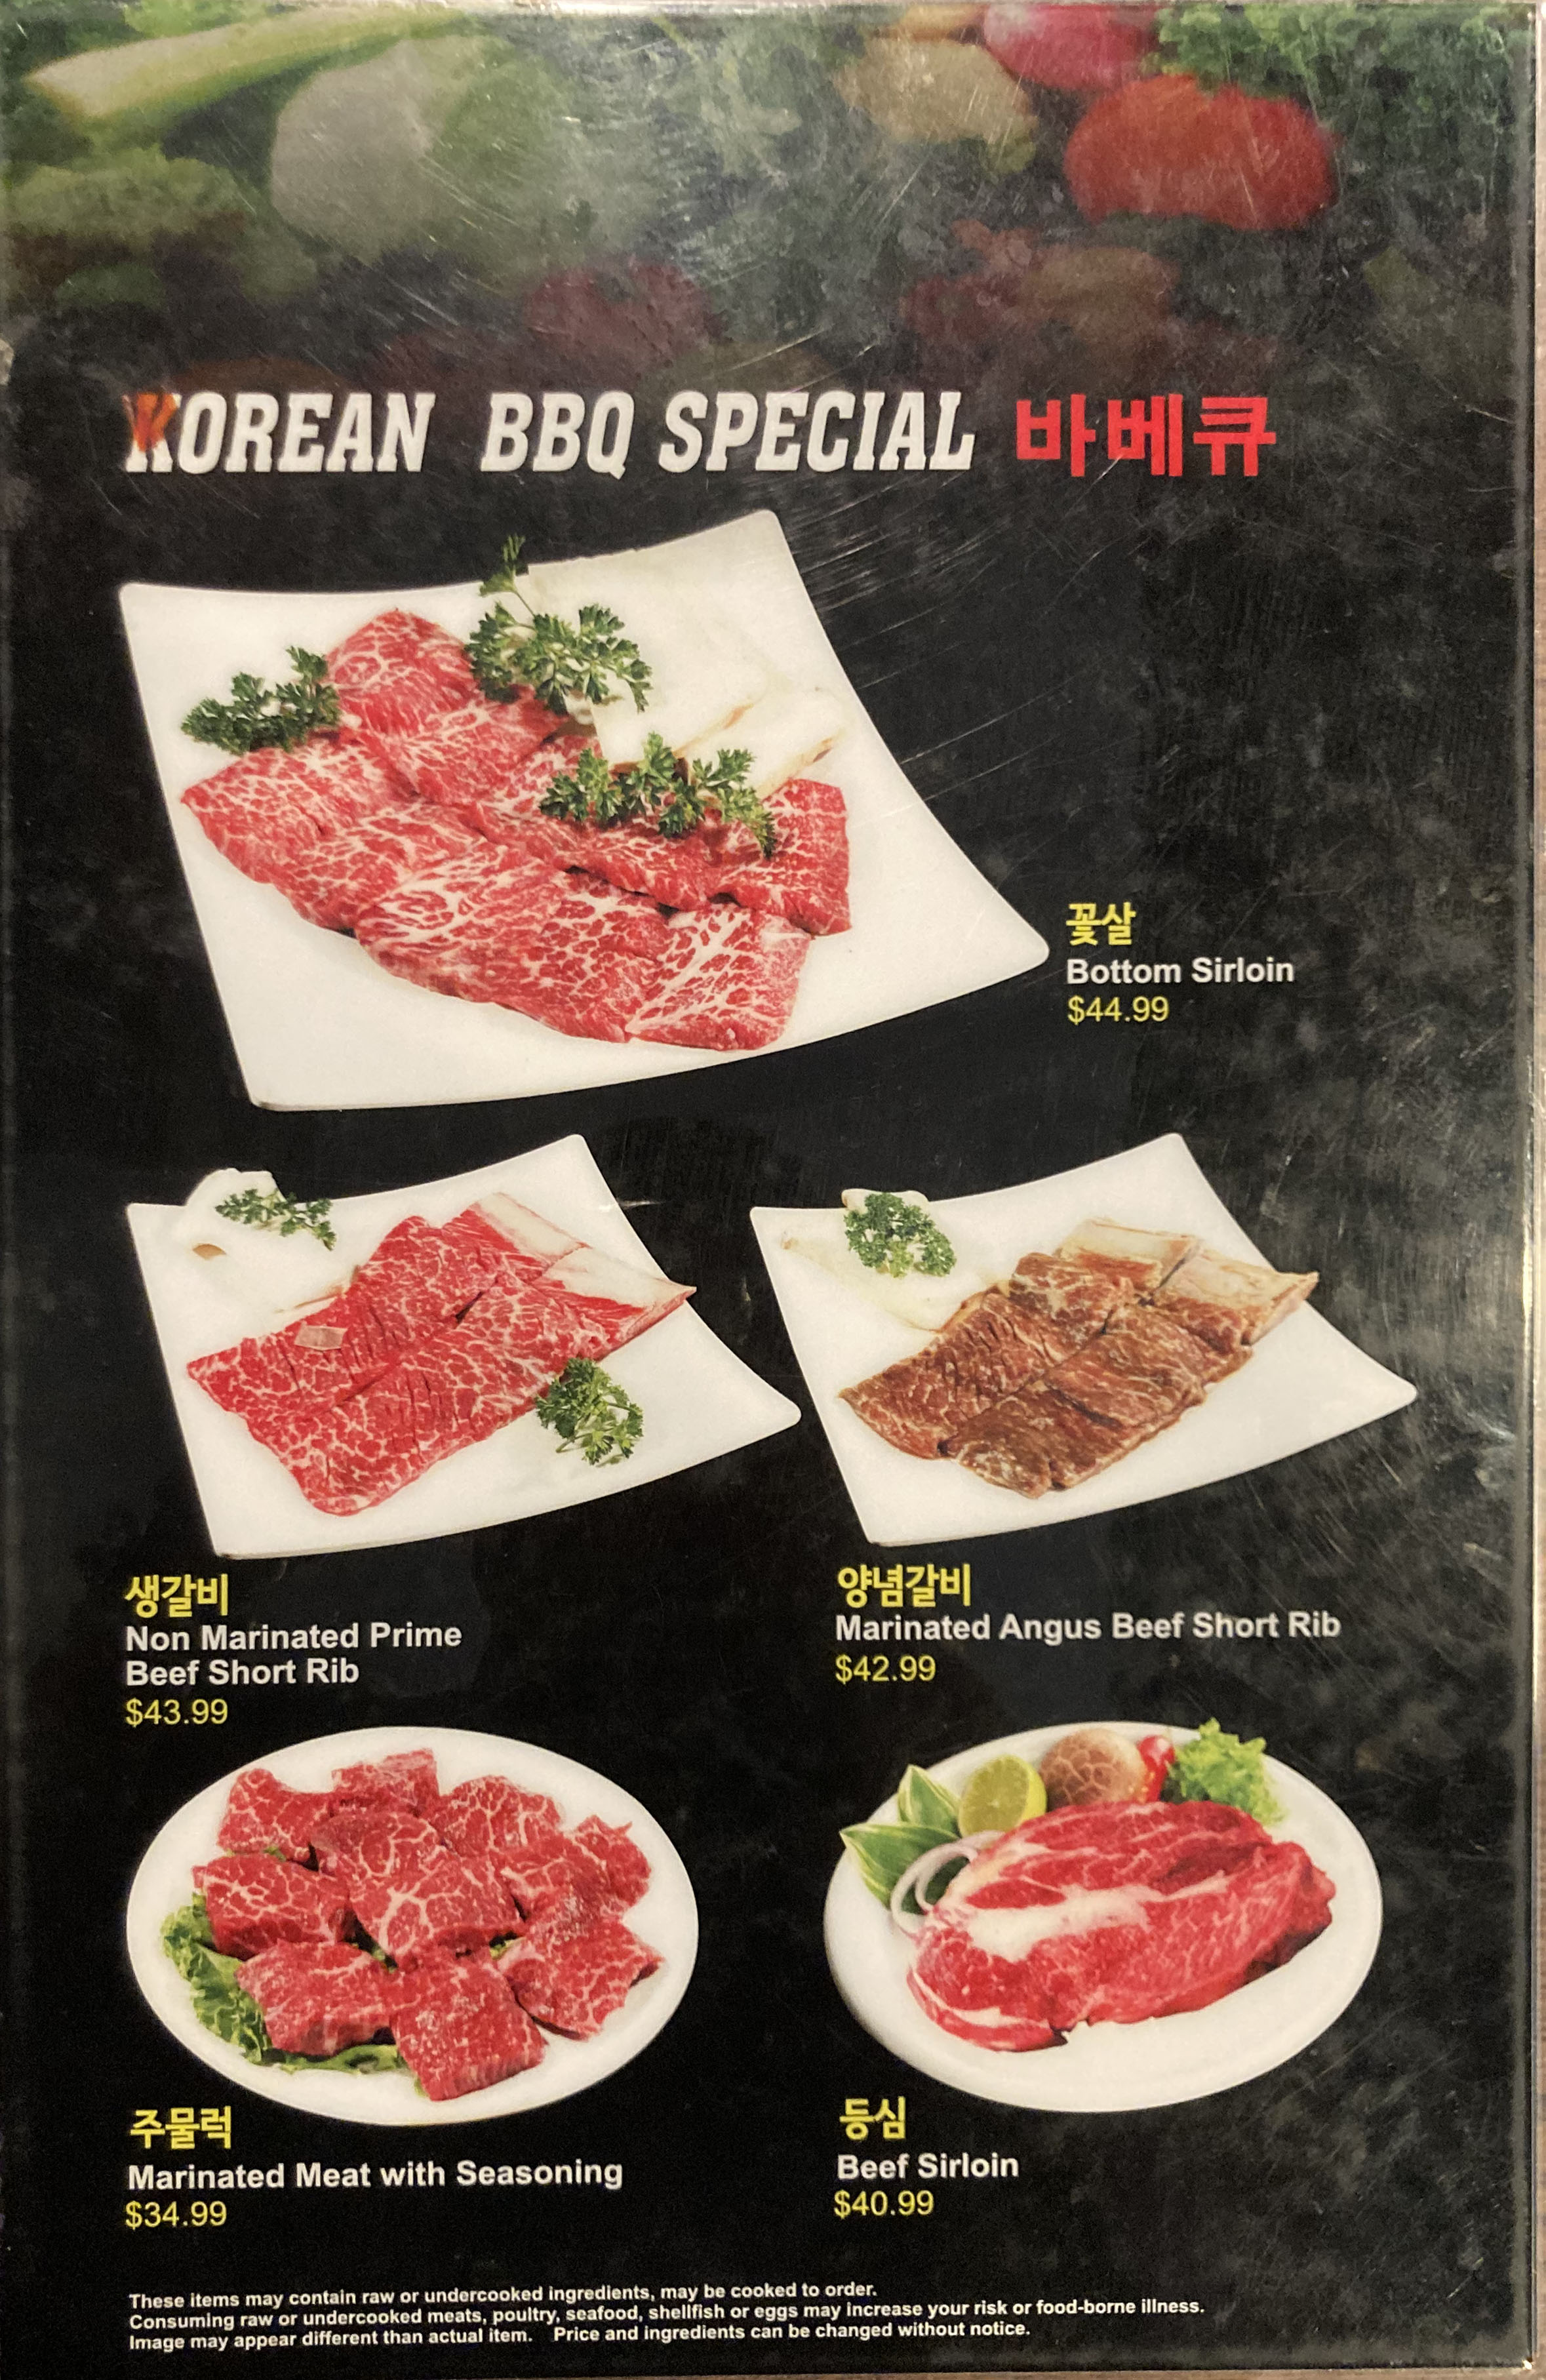 KOREAN BBQ SPECIAL 바베큐
꽃살
Bottom Sirloin
$44.99
생갈비
Non Marinated Prime
Beef Short Rib
$43.99
양념갈비
Marinated Angus Beef Short Rib
$42.99
주물럭
Marinated Meat with Seasoning
$34.99
등심
Beef Sirloin
$40.99
These items may contain raw or undercooked ingredients, may be cooked to order.
Consuming raw or undercooked meats, poultry, seafood, shellfish or eggs may increase your risk or food-borne illness.
Image may appear different than actual item. Price and ingredients can be changed without notice.